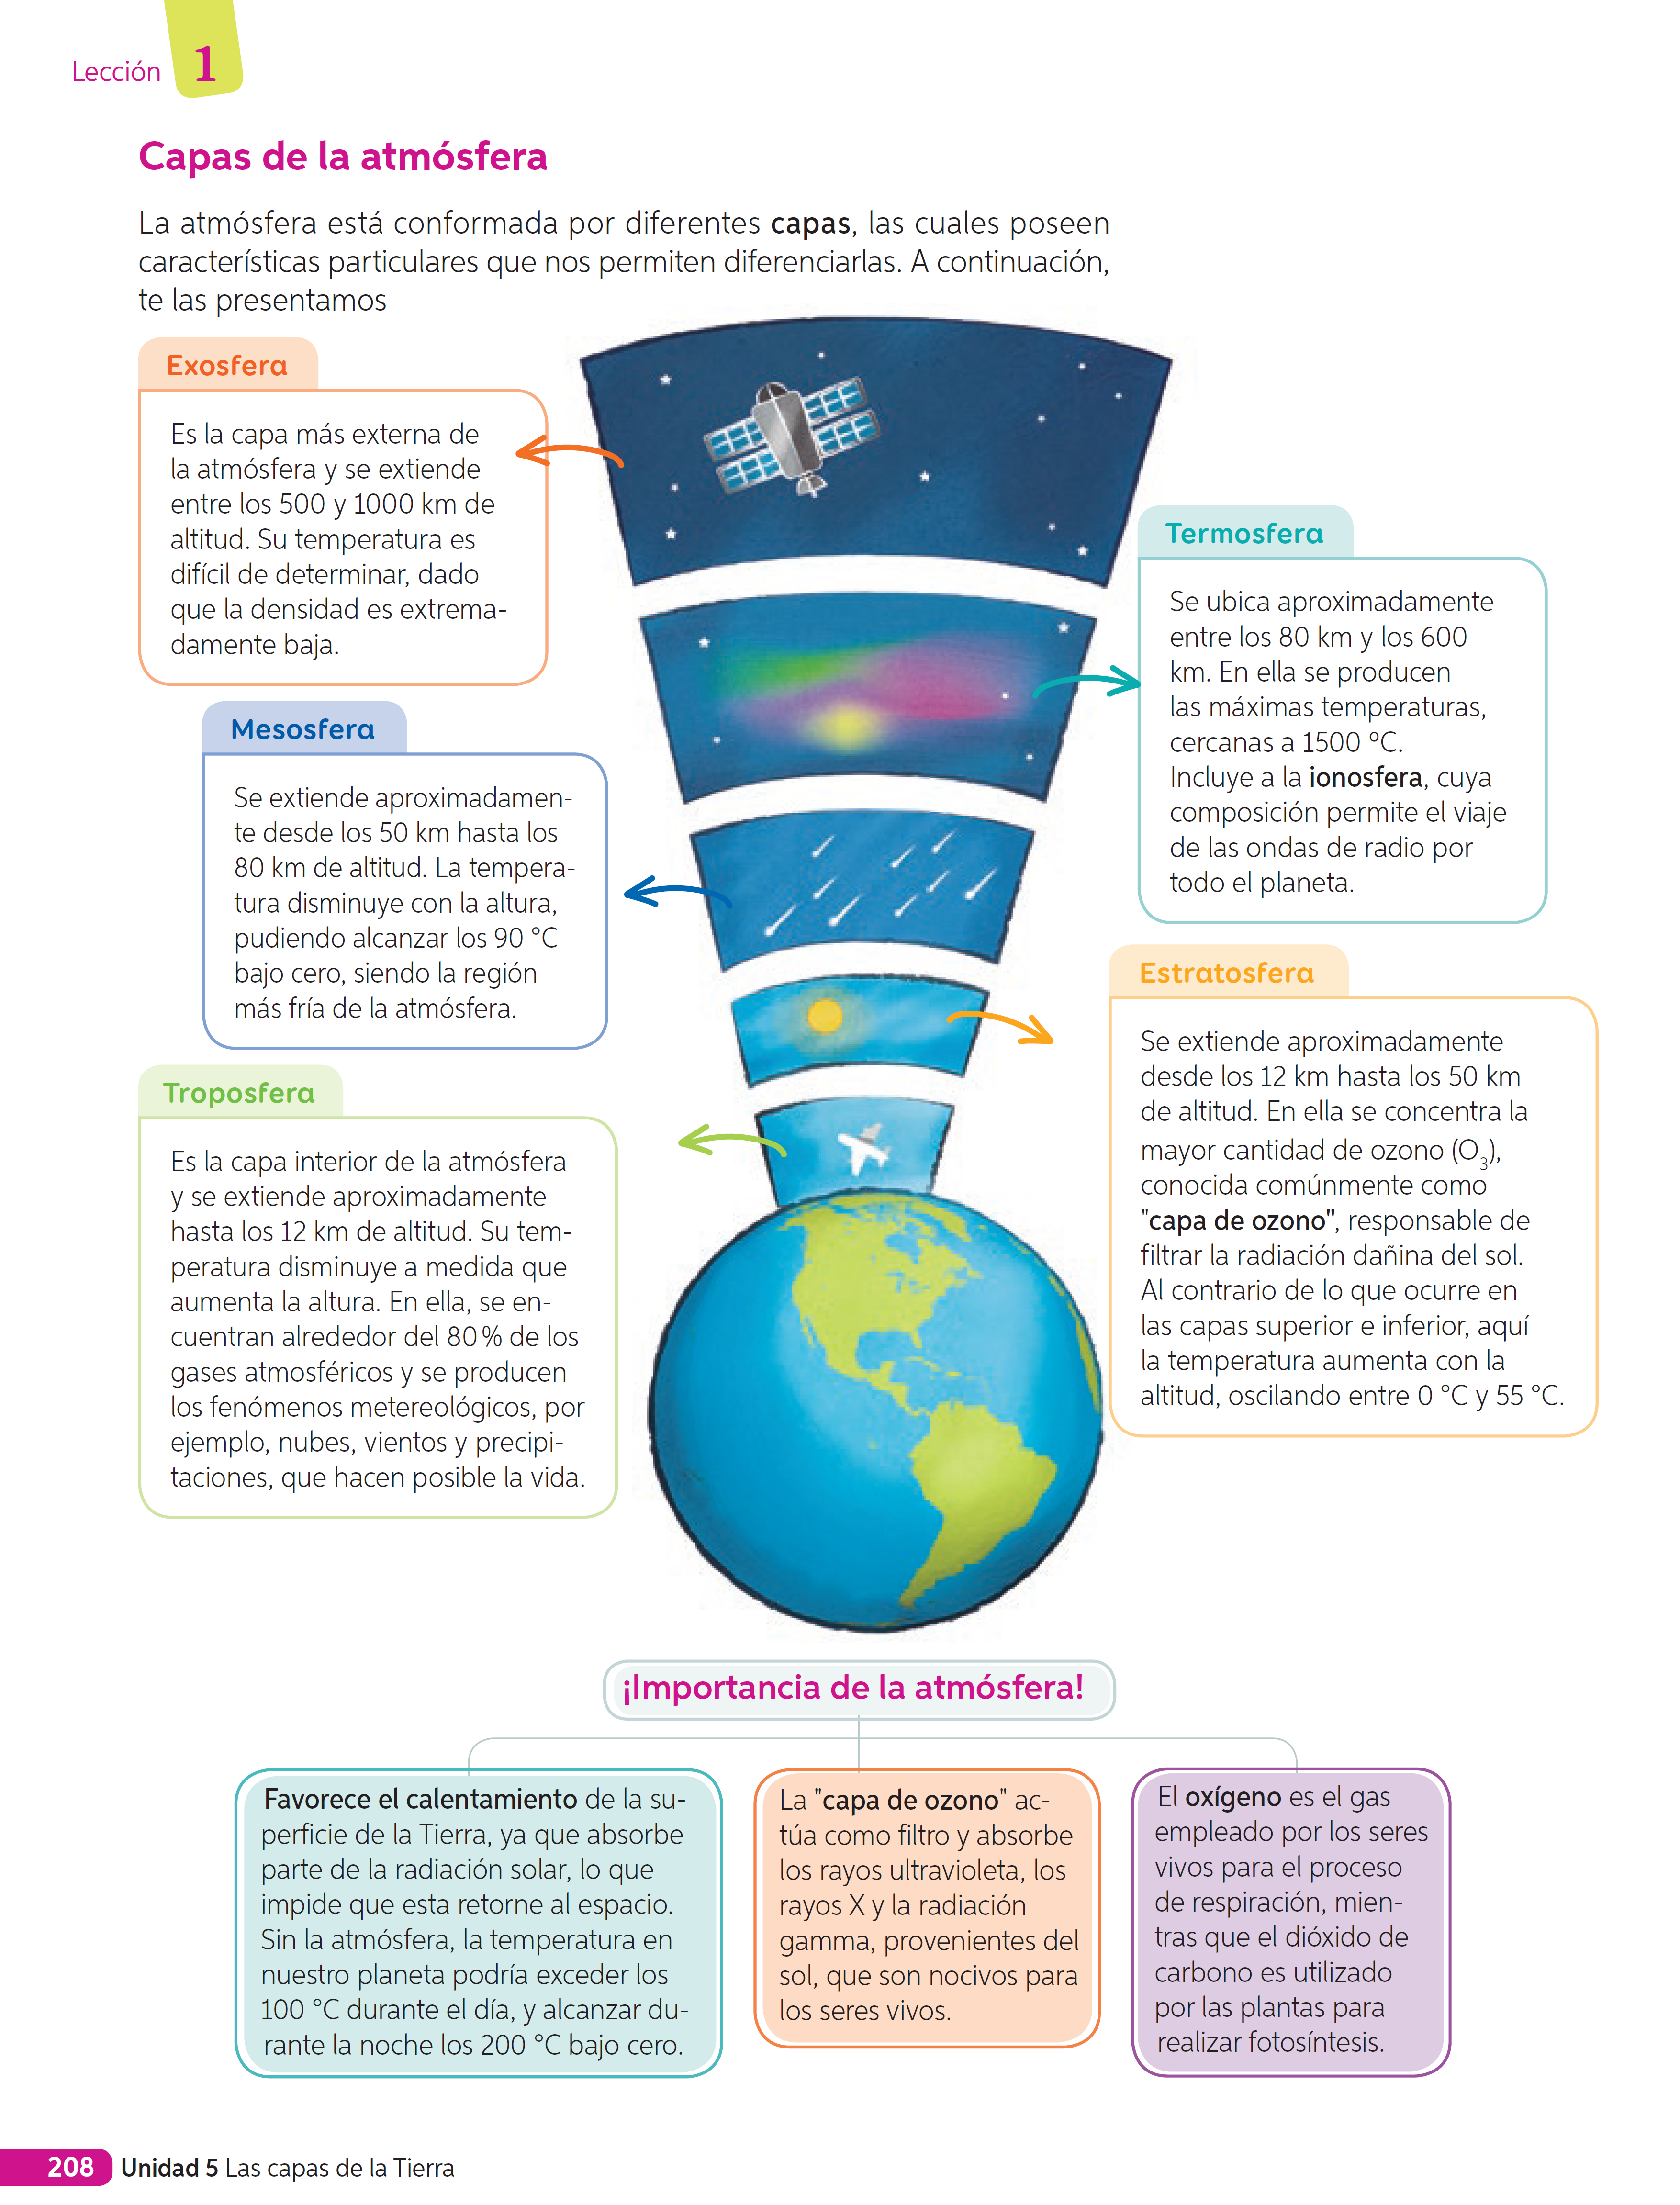 Lección 1
Capas de la atmósfera
La atmósfera está conformada por diferentes capas, las cuales poseen
características particulares que nos permiten diferenciarlas. A continuación,
te las presentamos
Exosfera
Es la capa más externa de
la atmósfera y se extiende
entre los 500 y 1000 km de
altitud. Su temperatura es
difícil de determinar, dado
que la densidad es extrema-
damente baja.
Termosfera
Se ubica aproximadamente
entre los 80 km y los 600
km. En ella se producen
las máximas temperaturas,
cercanas a 1500 °C.
Incluye a la ionosfera, cuya
composición permite el viaje
de las ondas de radio por
todo el planeta.
Mesosfera
Se extiende aproximadamen-
te desde los 50 km hasta los
80 km de altitud. La tempera-
tura disminuye con la altura,
pudiendo alcanzar los 90 °C
bajo cero, siendo la región
más fría de la atmósfera.
Estratosfera
Se extiende aproximadamente
desde los 12 km hasta los 50 km
de altitud. En ella se concentra la
mayor cantidad de ozono (O₃),
conocida comúnmente como
"capa de ozono", responsable de
filtrar la radiación dañina del sol.
Al contrario de lo que ocurre en
las capas superior e inferior, aquí
la temperatura aumenta con la
altitud, oscilando entre 0 °C y 55 °C.
Troposfera
Es la capa interior de la atmósfera
y se extiende aproximadamente
hasta los 12 km de altitud. Su tem-
peratura disminuye a medida que
aumenta la altura. En ella, se en-
cuentran alrededor del 80 % de los
gases atmosféricos y se producen
los fenómenos metereológicos, por
ejemplo, nubes, vientos y precipi-
taciones, que hacen posible la vida.
¡Importancia de la atmósfera!
Favorece el calentamiento de la su-
perficie de la Tierra, ya que absorbe
parte de la radiación solar, lo que
impide que esta retorne al espacio.
Sin la atmósfera, la temperatura en
nuestro planeta podría exceder los
100 °C durante el día, y alcanzar du-
rante la noche los 200 °C bajo cero.
La "capa de ozono" ac-
túa como filtro y absorbe
los rayos ultravioleta, los
rayos X y la radiación
gamma, provenientes del
sol, que son nocivos para
los seres vivos.
El oxígeno es el gas
empleado por los seres
vivos para el proceso
de respiración, mien-
tras que el dióxido de
carbono es utilizado
por las plantas para
realizar fotosíntesis.
208 Unidad 5 Las capas de la Tierra